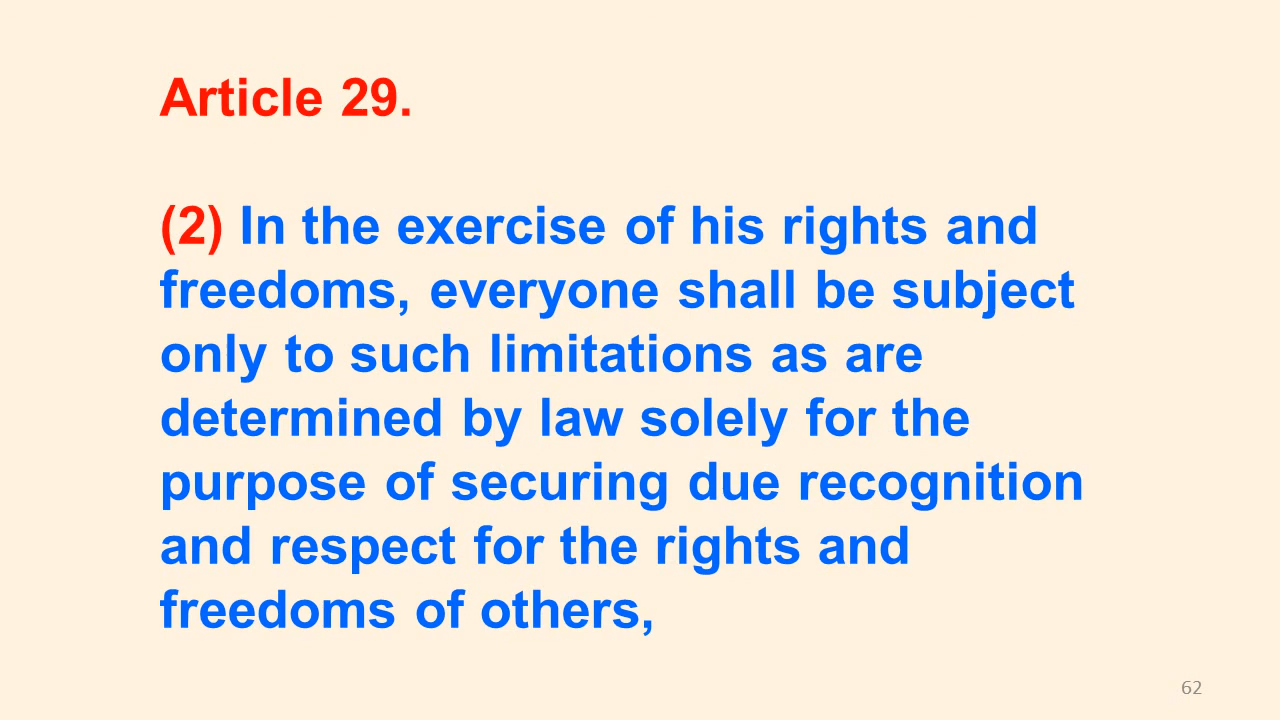 Article 29.
(2) In the exercise of his rights and
freedoms, everyone shall be subject
only to such limitations as are
determined by law solely for the
purpose of securing due recognition
and respect for the rights and
freedoms of others,
62